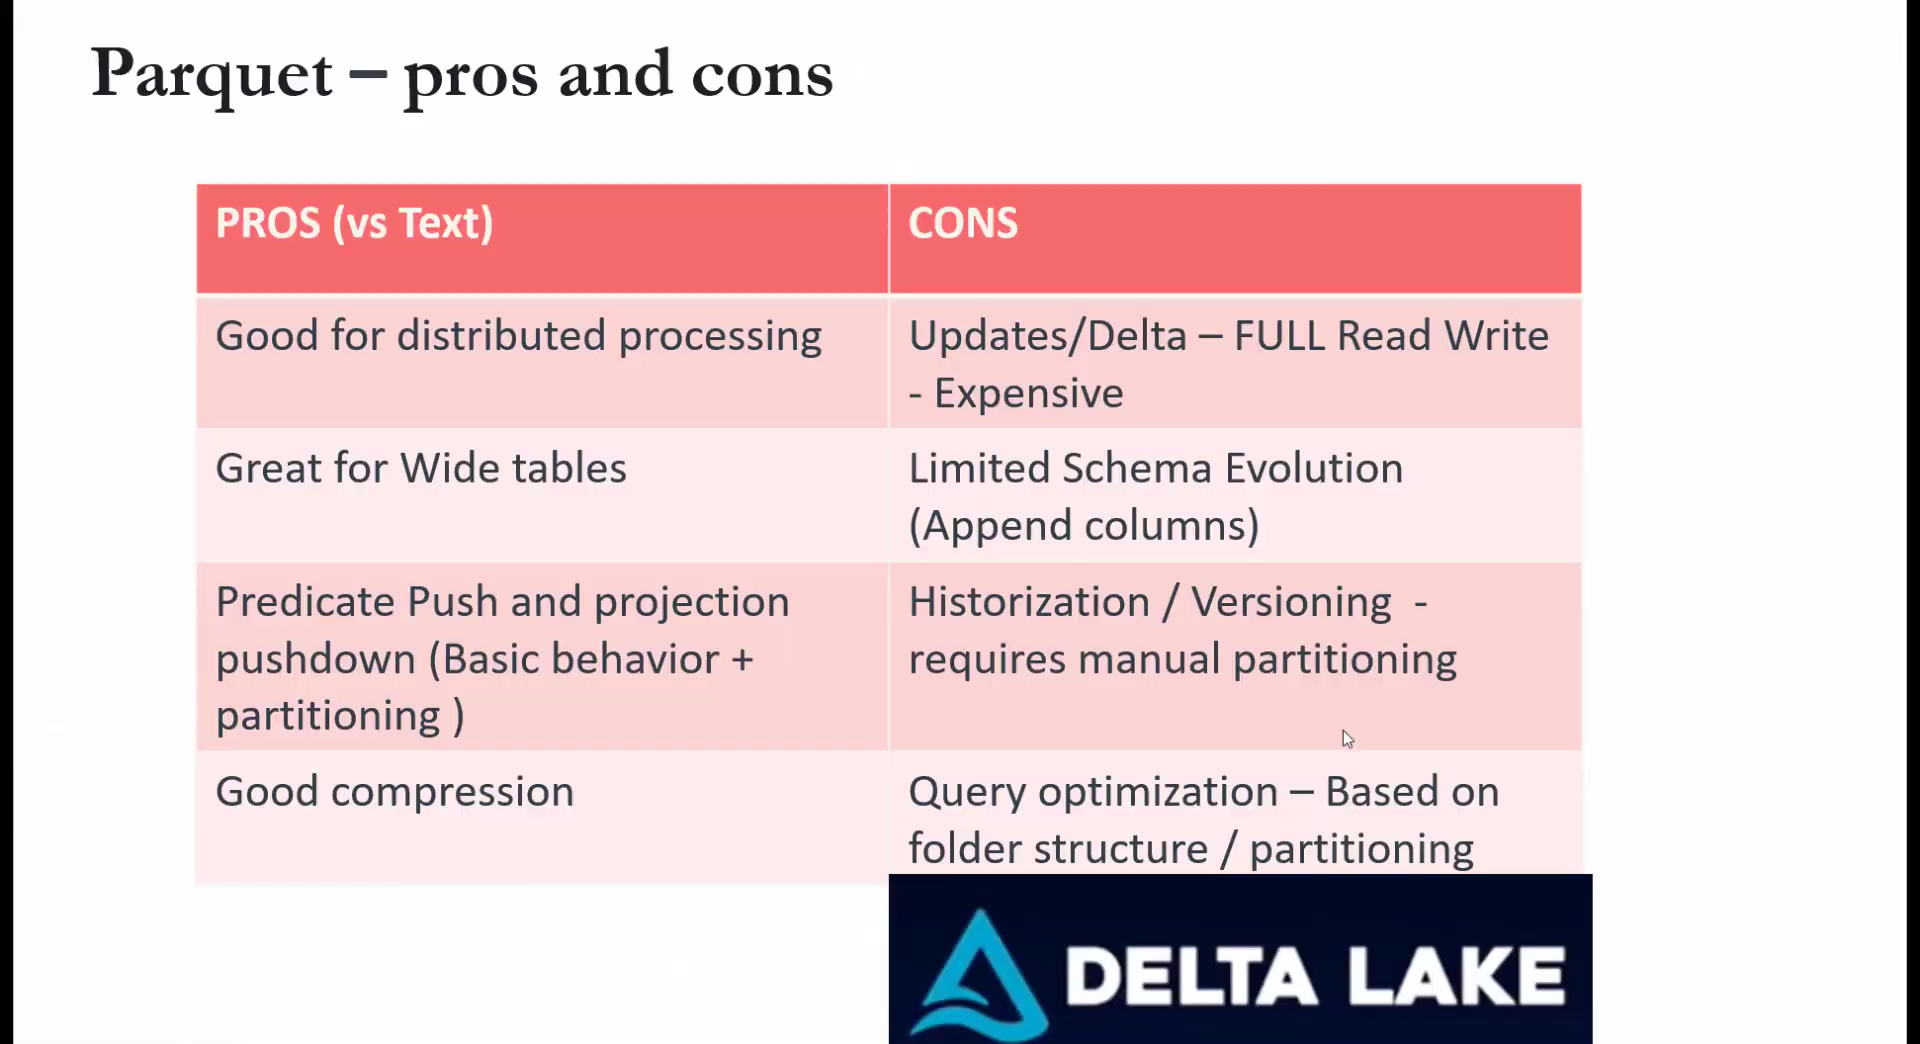 Parquet – pros and cons
PROS (vs Text)
CONS
Good for distributed processing
Updates/Delta – FULL Read Write
- Expensive
Great for Wide tables
Limited Schema Evolution
(Append columns)
Predicate Push and projection
pushdown (Basic behavior +
partitioning )
Historization / Versioning  -
requires manual partitioning
Good compression
Query optimization – Based on
folder structure / partitioning
DELTA LAKE